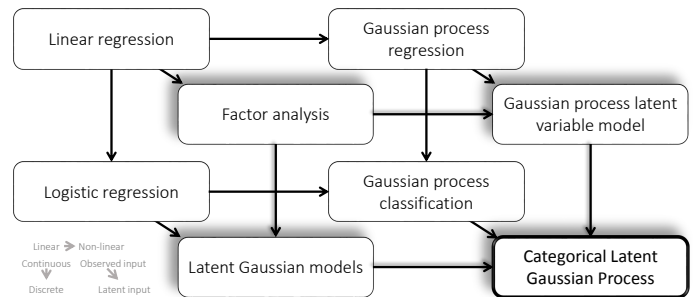 Linear regression
Gaussian process
regression
Factor analysis
Gaussian process latent
variable model
Logistic regression
Gaussian process
classification
Latent Gaussian models
Categorical Latent
Gaussian Process
Linear
Non-linear
Continuous
Observed input
Discrete
Latent input